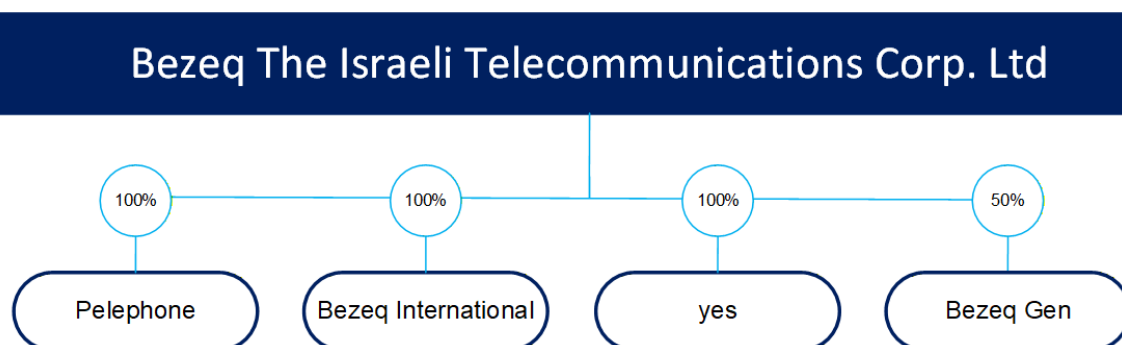 Bezeq The Israeli Telecommunications Corp. Ltd
100% 100% 100% 50%
Pelephone Bezeq International yes Bezeq Gen